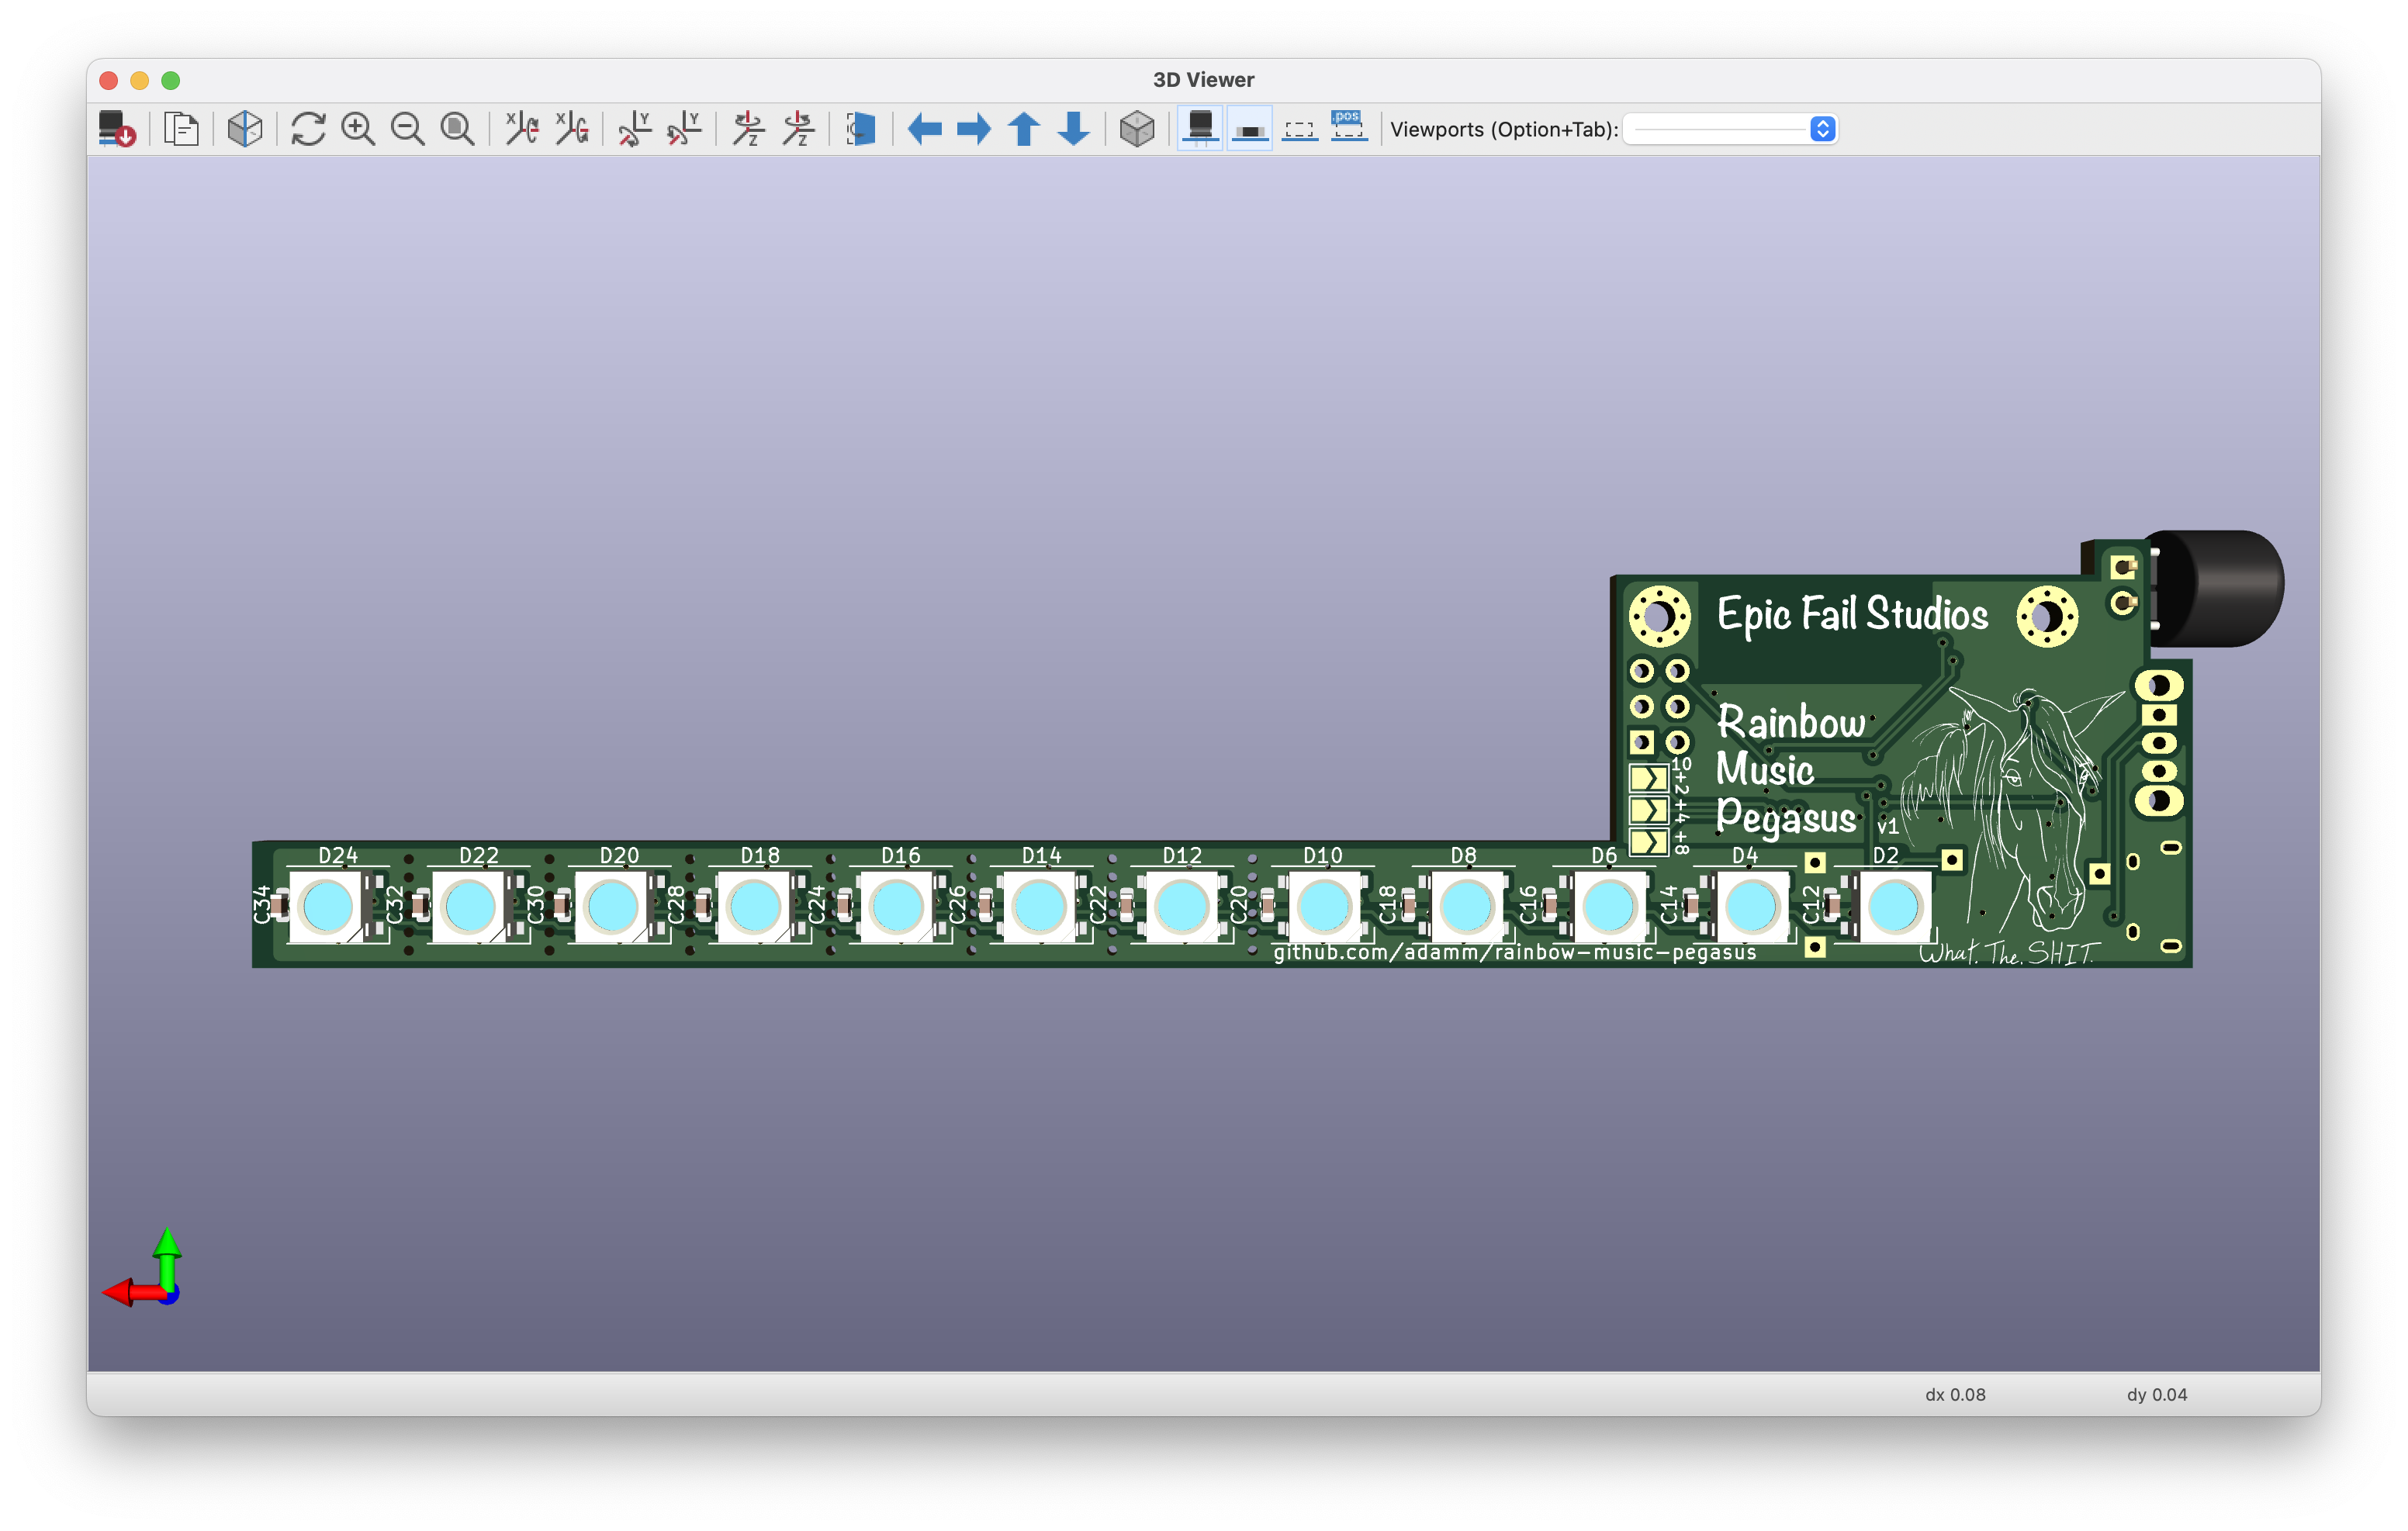 3D Viewer
.pos
Viewports (Option+Tab):
Epic Fail Studios
Rainbow
Music
Pegasus v1
10
+2
+4
+8
D24 D22 D20 D18 D16 D14 D12 D10 D8 D6 D4 D2
C34 C32 C30 C28 C24 C26 C22 C20 C18 C16 C14 C12
github.com/adamm/rainbow-music-pegasus
What. The. SHIT.
dx 0.08 dy 0.04